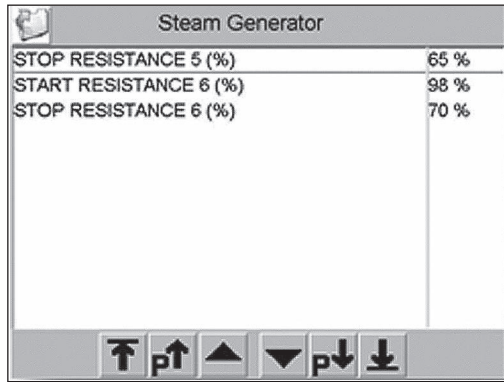 Steam Generator
STOP RESISTANCE 5 (%) 65 %
START RESISTANCE 6 (%) 98 %
STOP RESISTANCE 6 (%) 70 %
P P